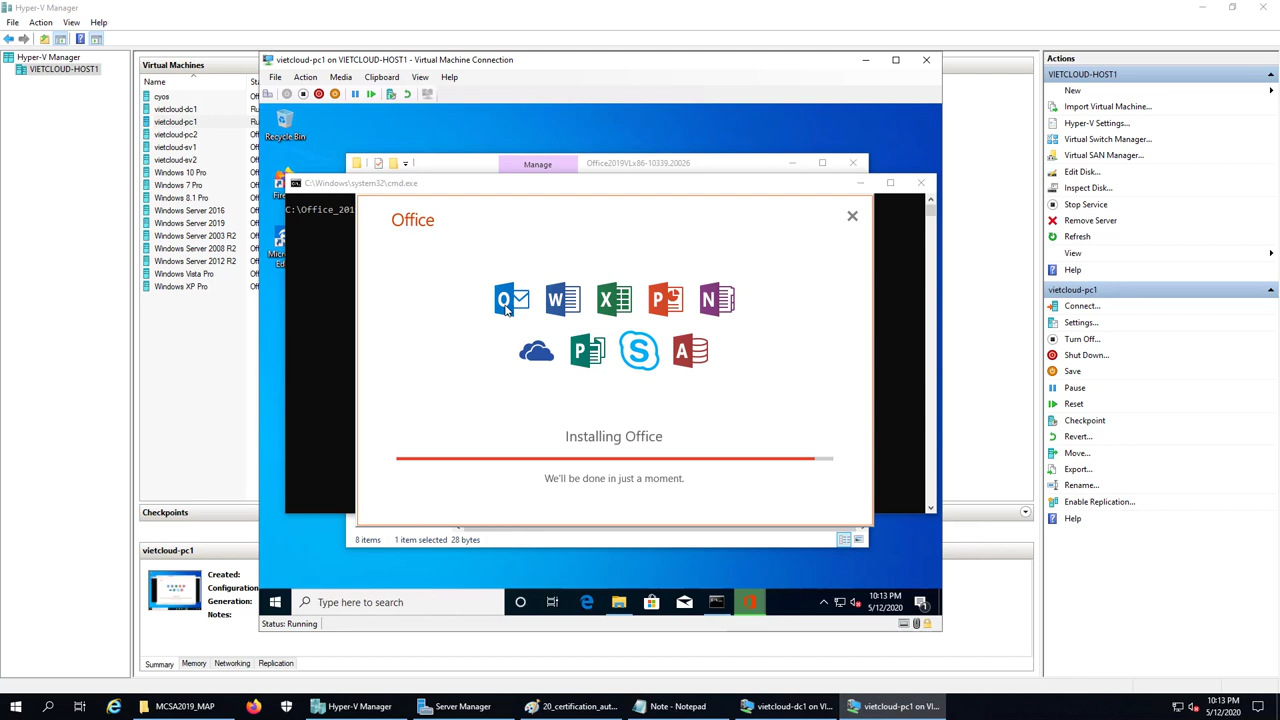 Hyper-V Manager
File Action View Help
Hyper-V Manager
VIETCLOUD-HOST1
Virtual Machines
Name
cyos
vietcloud-dc1
vietcloud-pc1
vietcloud-pc2
vietcloud-sv1
vietcloud-sv2
Windows 10 Pro
Windows 7 Pro
Windows 8.1 Pro
Windows Server 2016
Windows Server 2019
Windows Server 2003 R2
Windows Server 2008 R2
Windows Server 2012 R2
Windows Vista Pro
Windows XP Pro
Checkpoints
vietcloud-pc1
Created:
Generation:
Notes:
Summary Memory Networking Replication
vietcloud-pc1 on VIETCLOUD-HOST1 - Virtual Machine Connection
File Action Media Clipboard View Help
Recycle Bin
Manage Office2019VLx86-10339.20026
C:\Windows\system32\cmd.exe
C:\Office_201
Office
Installing Office
We'll be done in just a moment.
8 items 1 item selected 28 bytes
Type here to search
10:13 PM
5/12/2020
Status: Running
Actions
VIETCLOUD-HOST1
New
Import Virtual Machine...
Hyper-V Settings...
Virtual Switch Manager...
Virtual SAN Manager...
Edit Disk...
Inspect Disk...
Stop Service
Remove Server
Refresh
View
Help
vietcloud-pc1
Connect...
Settings...
Turn Off...
Shut Down...
Save
Pause
Reset
Checkpoint
Revert...
Move...
Export...
Rename...
Enable Replication...
Help
MCSA2019_MAP Hyper-V Manager Server Manager 20_certification_aut... Note - Notepad vietcloud-dc1 on VI... vietcloud-pc1 on VI...
10:13 PM
5/12/2020